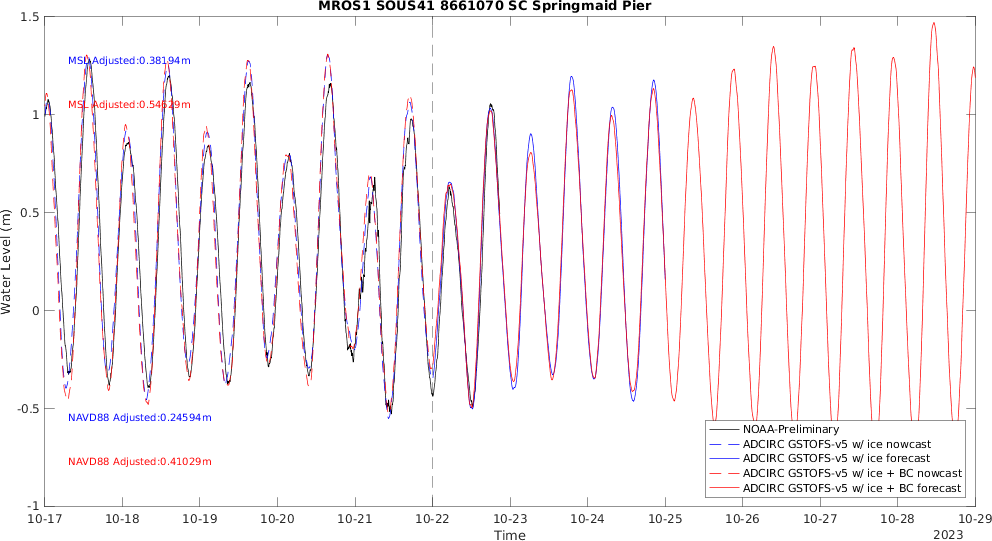 MROS1 SOUS41 8661070 SC Springmaid Pier
1.5
MSL Adjusted:0.38194m
MSL Adjusted:0.54629m
1
0.5
Water Level (m)
0
-0.5
NAVD88 Adjusted:0.24594m
NAVD88 Adjusted:0.41029m
-1
NOAA-Preliminary
ADCIRC GSTOFS-v5 w/ ice nowcast
ADCIRC GSTOFS-v5 w/ ice forecast
ADCIRC GSTOFS-v5 w/ ice + BC nowcast
ADCIRC GSTOFS-v5 w/ ice + BC forecast
10-17 10-18 10-19 10-20 10-21 10-22 10-23 10-24 10-25 10-26 10-27 10-28 10-29
Time
2023